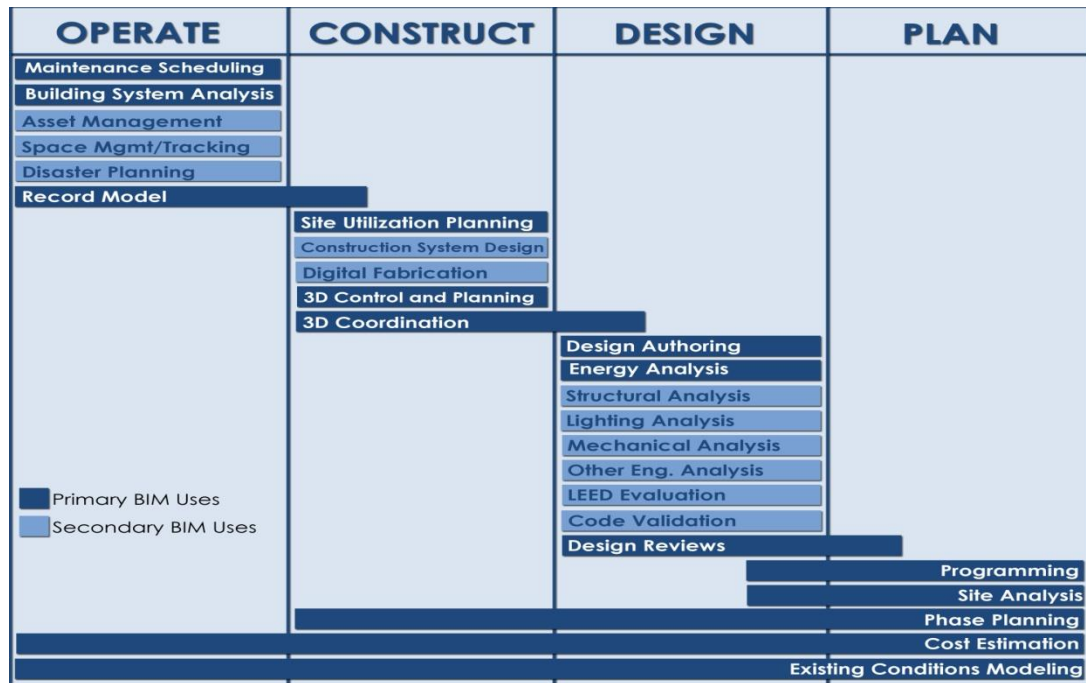 OPERATE CONSTRUCT DESIGN PLAN
Maintenance Scheduling
Building System Analysis
Asset Management
Space Mgmt/Tracking
Disaster Planning
Record Model
Site Utilization Planning
Construction System Design
Digital Fabrication
3D Control and Planning
3D Coordination
Design Authoring
Energy Analysis
Structural Analysis
Lighting Analysis
Mechanical Analysis
Other Eng. Analysis
LEED Evaluation
Code Validation
Design Reviews
Primary BIM Uses
Secondary BIM Uses
Programming
Site Analysis
Phase Planning
Cost Estimation
Existing Conditions Modeling